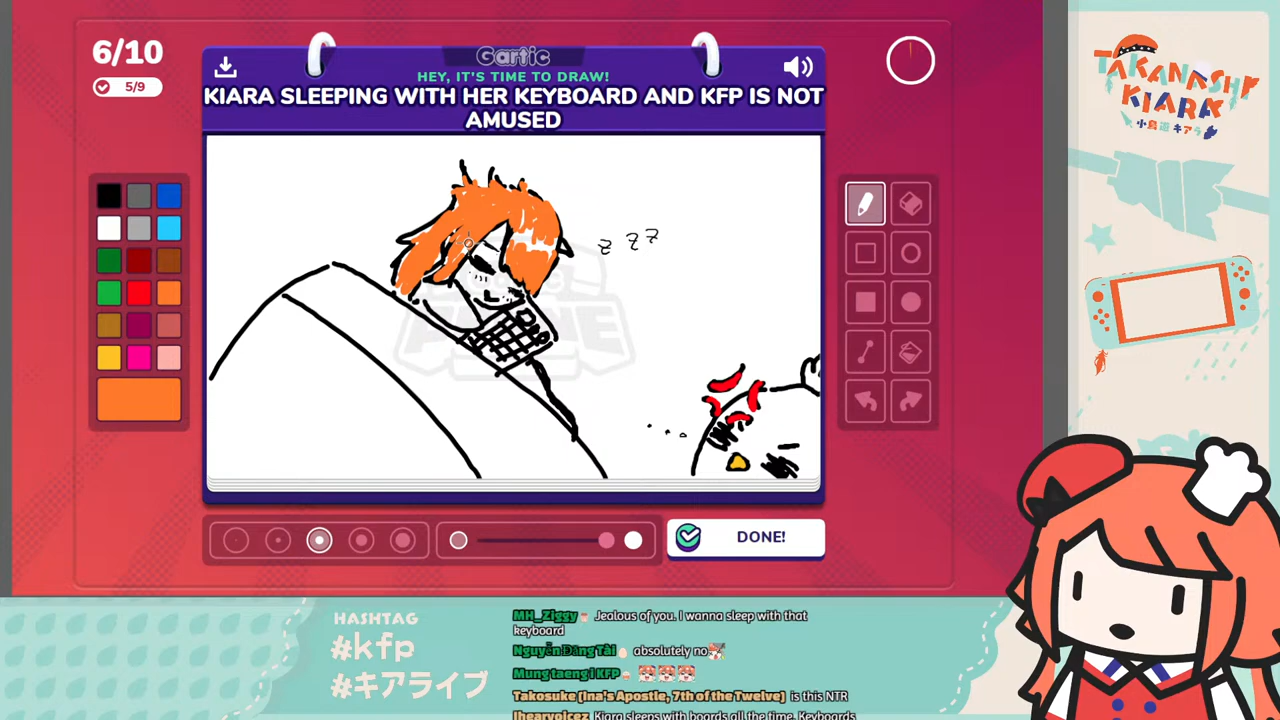 6/10
5/9
Gartic
HEY, IT'S TIME TO DRAW!
KIARA SLEEPING WITH HER KEYBOARD AND KFP IS NOT
AMUSED
z z z
DONE!
TAKANASHI
KIARA
小鳥遊キアラ
HASHTAG
#kfp
#キアライブ
MH_Ziggy Jealous of you. I wanna sleep with that
keyboard
Nguyễn Đăng Tài absolutely no
Mung taeng i KFP
Takosuke [Ina's Apostle, 7th of the Twelve] is this NTR
Ihearvoicez Kiara sleeps with boards all the time. Keyboards